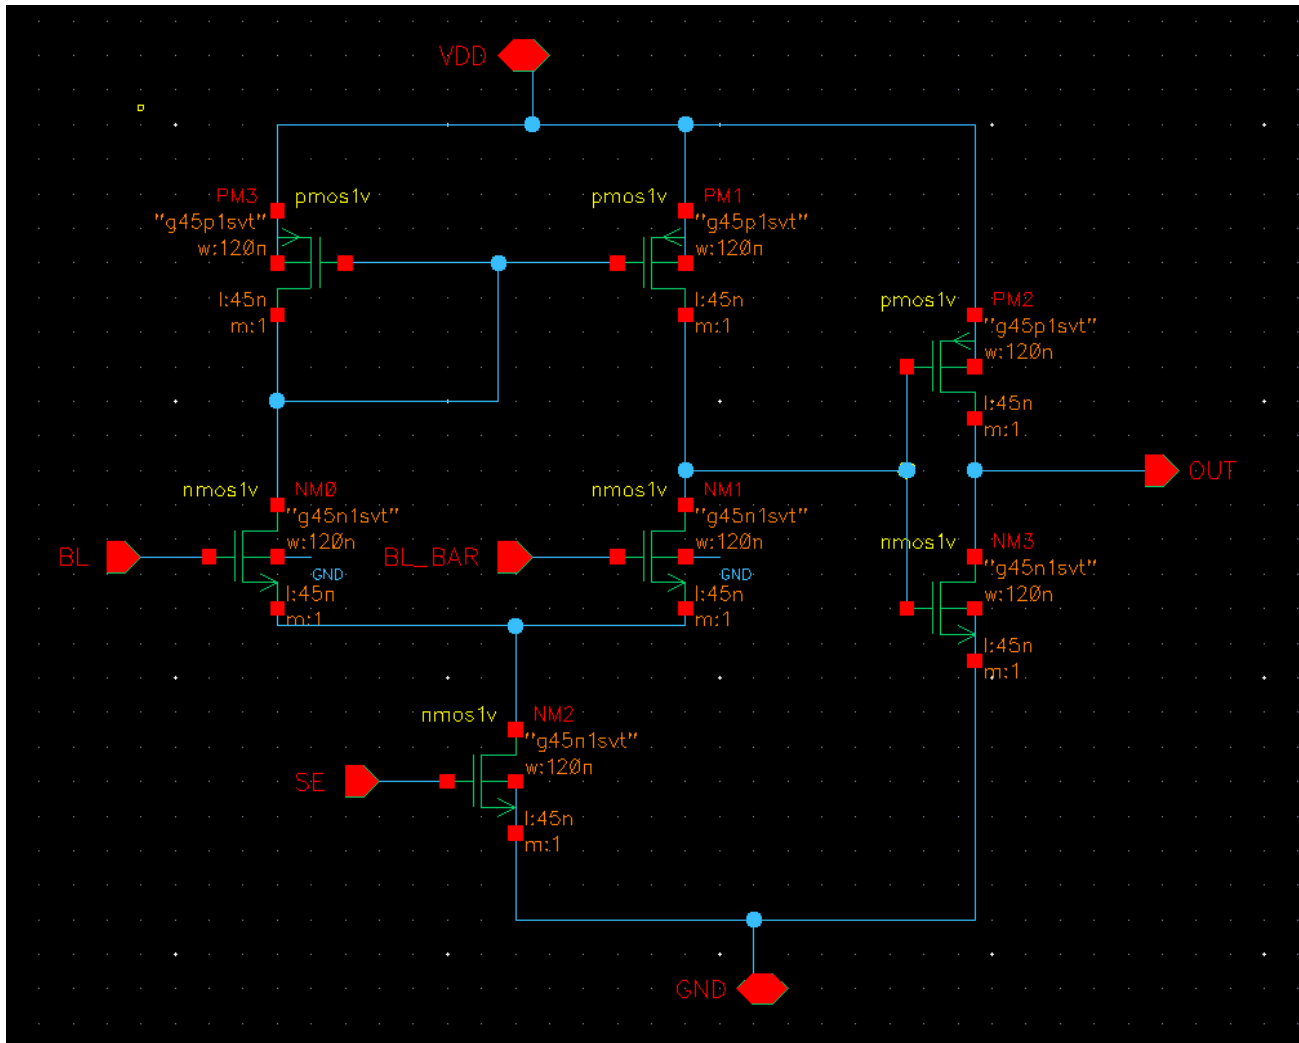 VDD
PM3
pmos1v
"g45p1svt"
w:120n
l:45n
m:1
pmos1v
PM1
"g45p1svt"
w:120n
l:45n
m:1
pmos1v
PM2
"g45p1svt"
w:120n
l:45n
m:1
OUT
nmos1v
NM0
"g45n1svt"
w:120n
BL
GND
l:45n
m:1
nmos1v
NM1
"g45n1svt"
w:120n
BL_BAR
GND
l:45n
m:1
nmos1v
NM3
"g45n1svt"
w:120n
l:45n
m:1
nmos1v
NM2
"g45n1svt"
w:120n
SE
l:45n
m:1
GND